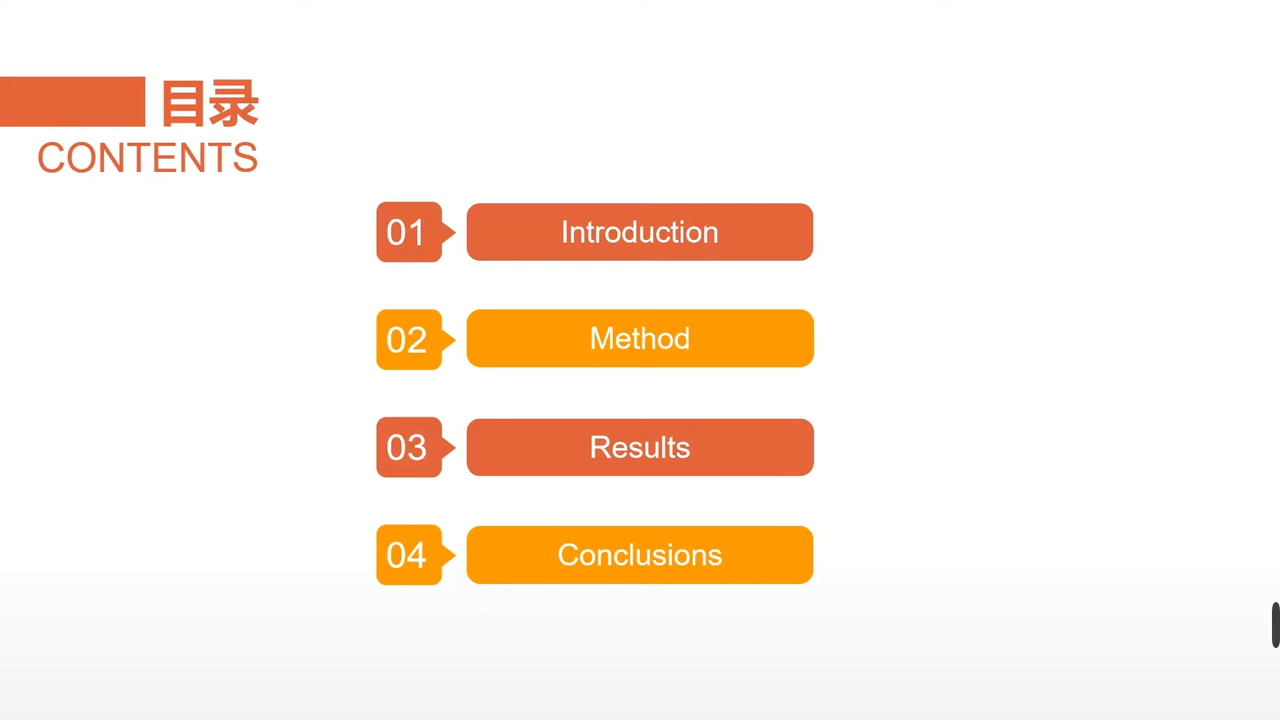 目录
CONTENTS
01 Introduction
02 Method
03 Results
04 Conclusions